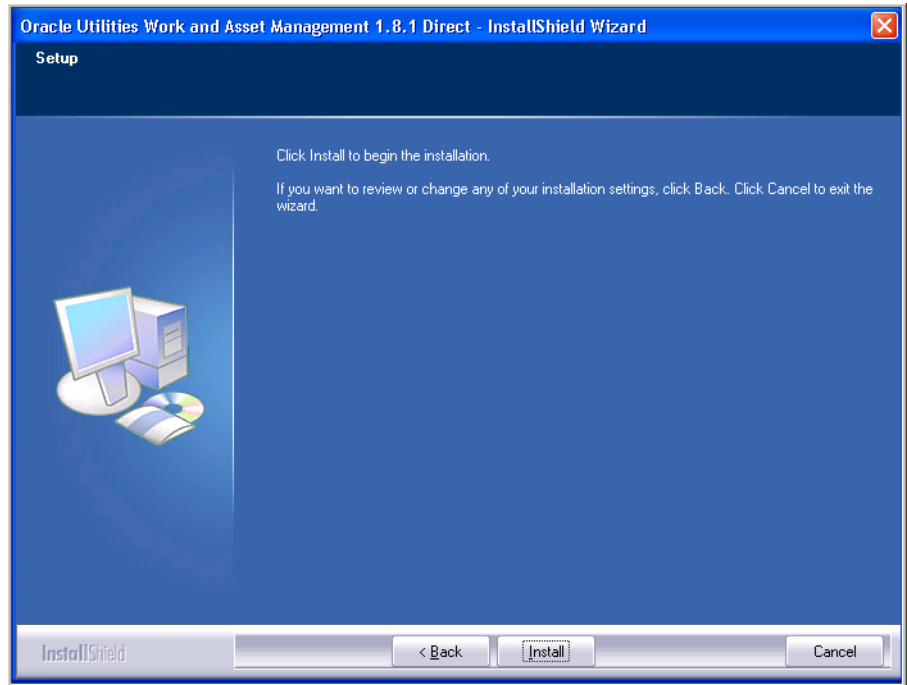 Oracle Utilities Work and Asset Management 1.8.1 Direct - InstallShield Wizard
Setup
Click Install to begin the installation.
If you want to review or change any of your installation settings, click Back. Click Cancel to exit the
wizard.
InstallShield
< Back
Install
Cancel